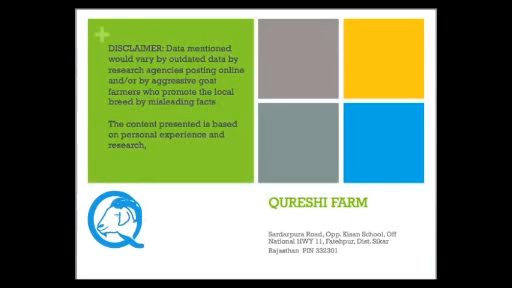 DISCLAIMER: Data mentioned
would vary by outdated data by
research agencies posting online
and/or by aggressive goat
farmers who promote the local
breed by misleading facts
The content presented is based
on personal experience and
research,
QURESHI FARM
Sardarpura Road, Opp. Kisan School, Off
National HWY 11, Fatehpur, Dist. Sikar
Rajasthan PIN 332301